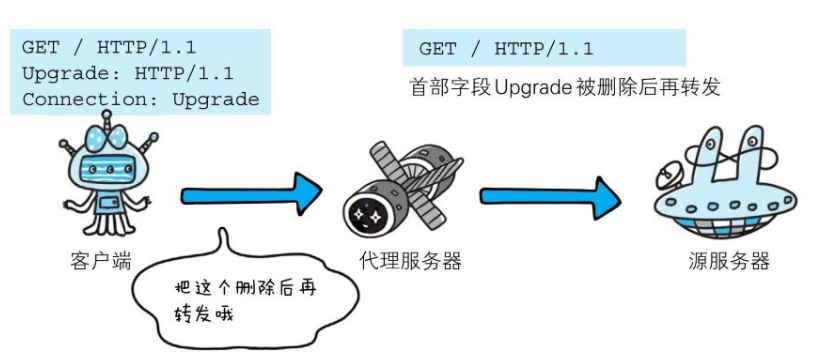 GET / HTTP/1.1
Upgrade: HTTP/1.1
Connection: Upgrade
GET / HTTP/1.1
首部字段Upgrade被删除后再转发
客户端
代理服务器
源服务器
把这个删除后再
转发哦